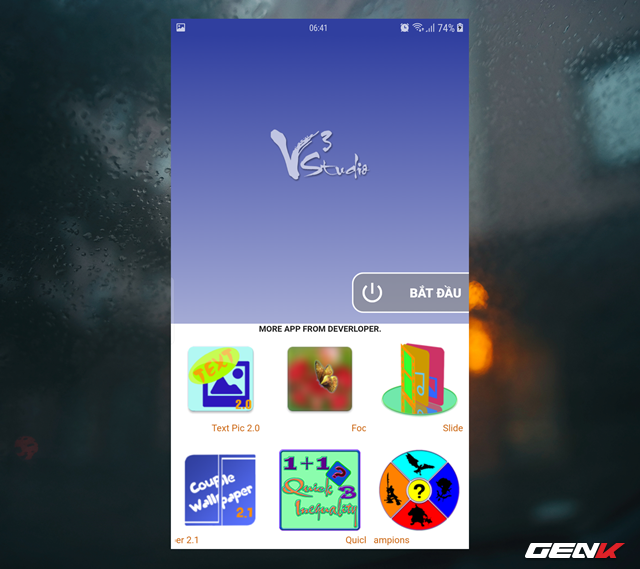 06:41
74%
V3 Studio
BẮT ĐẦU
MORE APP FROM DEVERLOPER.
TEXT
2.0
Text Pic 2.0
Foc
Slide
Couple
Wallpaper
2.1
1+1
?
3
Quick
Inequality
?
er 2.1
Quicl
ampions
GENK